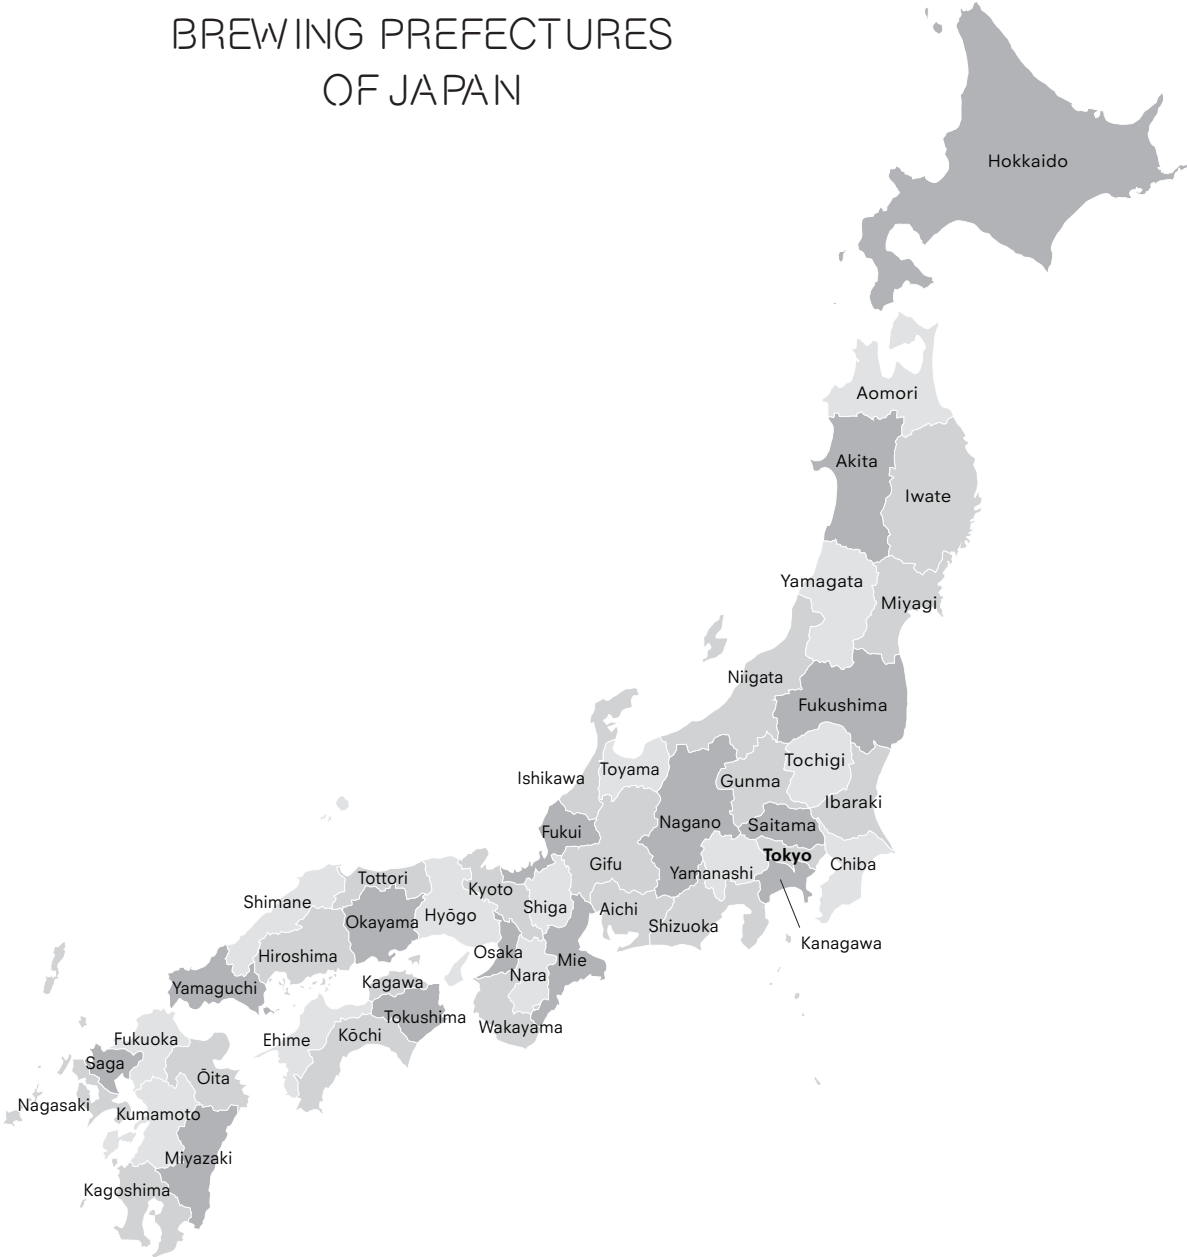 BREWING PREFECTURES
OF JAPAN
Hokkaido
Aomori
Akita
Iwate
Yamagata
Miyagi
Niigata
Fukushima
Tochigi
Toyama
Ishikawa
Gunma
Ibaraki
Nagano
Saitama
Fukui
Tokyo
Gifu
Chiba
Yamanashi
Tottori
Kyoto
Shimane
Shiga
Aichi
Hyōgo
Okayama
Shizuoka
Kanagawa
Osaka
Hiroshima
Mie
Nara
Kagawa
Yamaguchi
Tokushima
Wakayama
Kōchi
Ehime
Fukuoka
Saga
Ōita
Nagasaki
Kumamoto
Miyazaki
Kagoshima